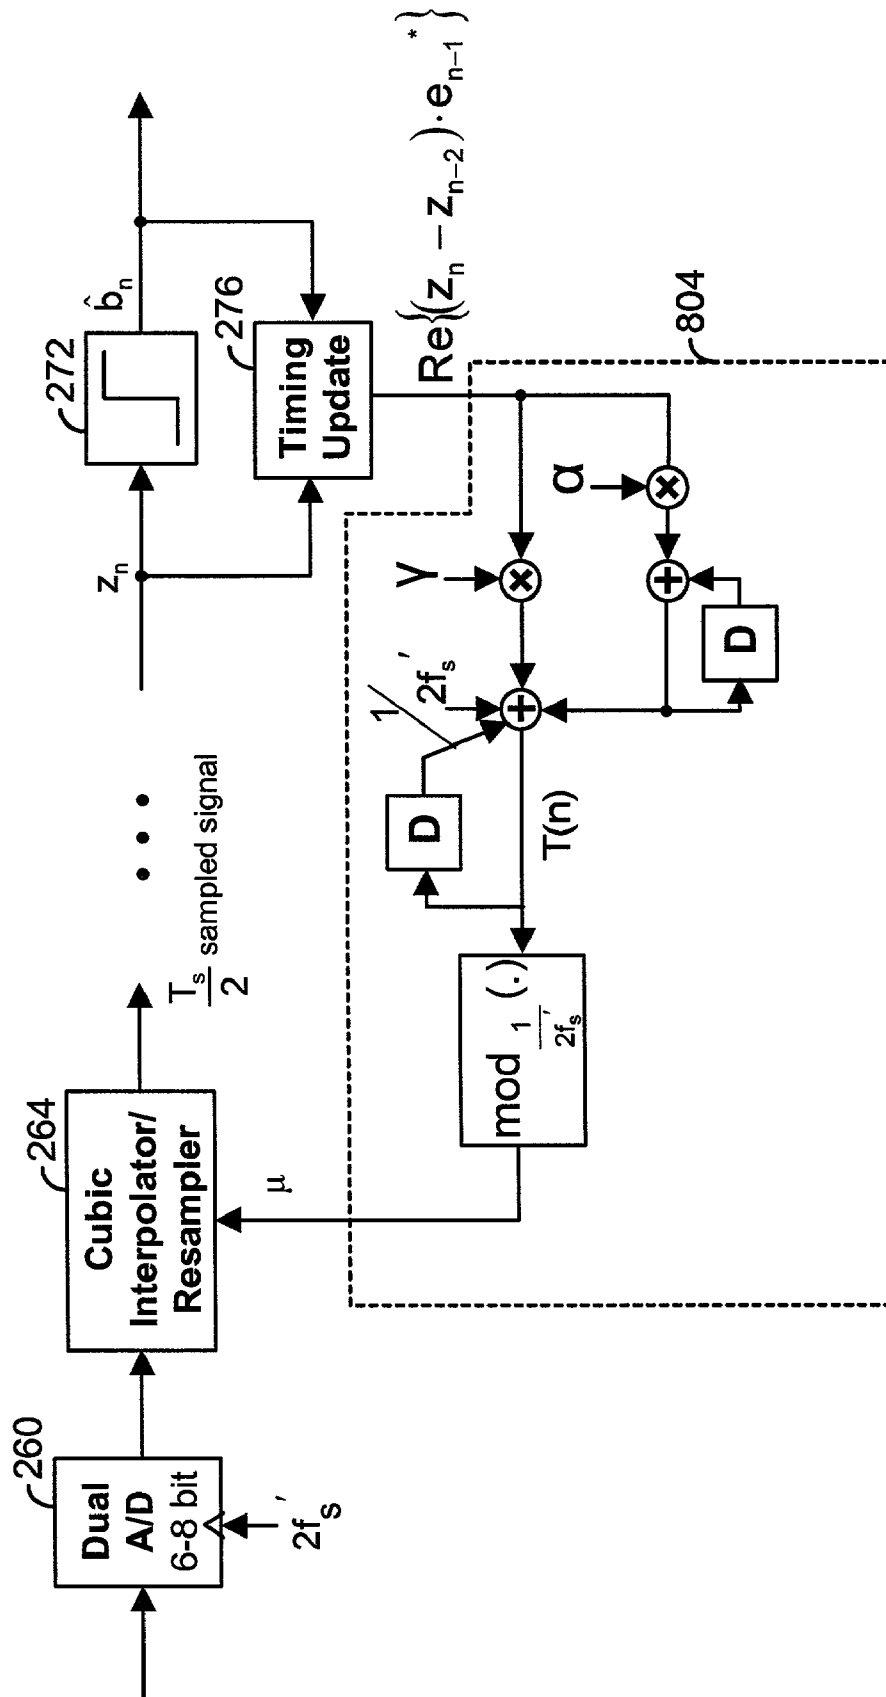 260
Dual
A/D
6-8 bit
2f_s'
264
Cubic
Interpolator/
Resampler
μ
T_s/2 sampled signal
• • •
z_n
272
b̂_n
276
Timing
Update
Re{(z_n − z_{n−2}) · e_{n−1}^*}
804
mod 1/2f_s' (.)
T(n)
D
1/2f_s'
γ
×
+
α
×
+
D